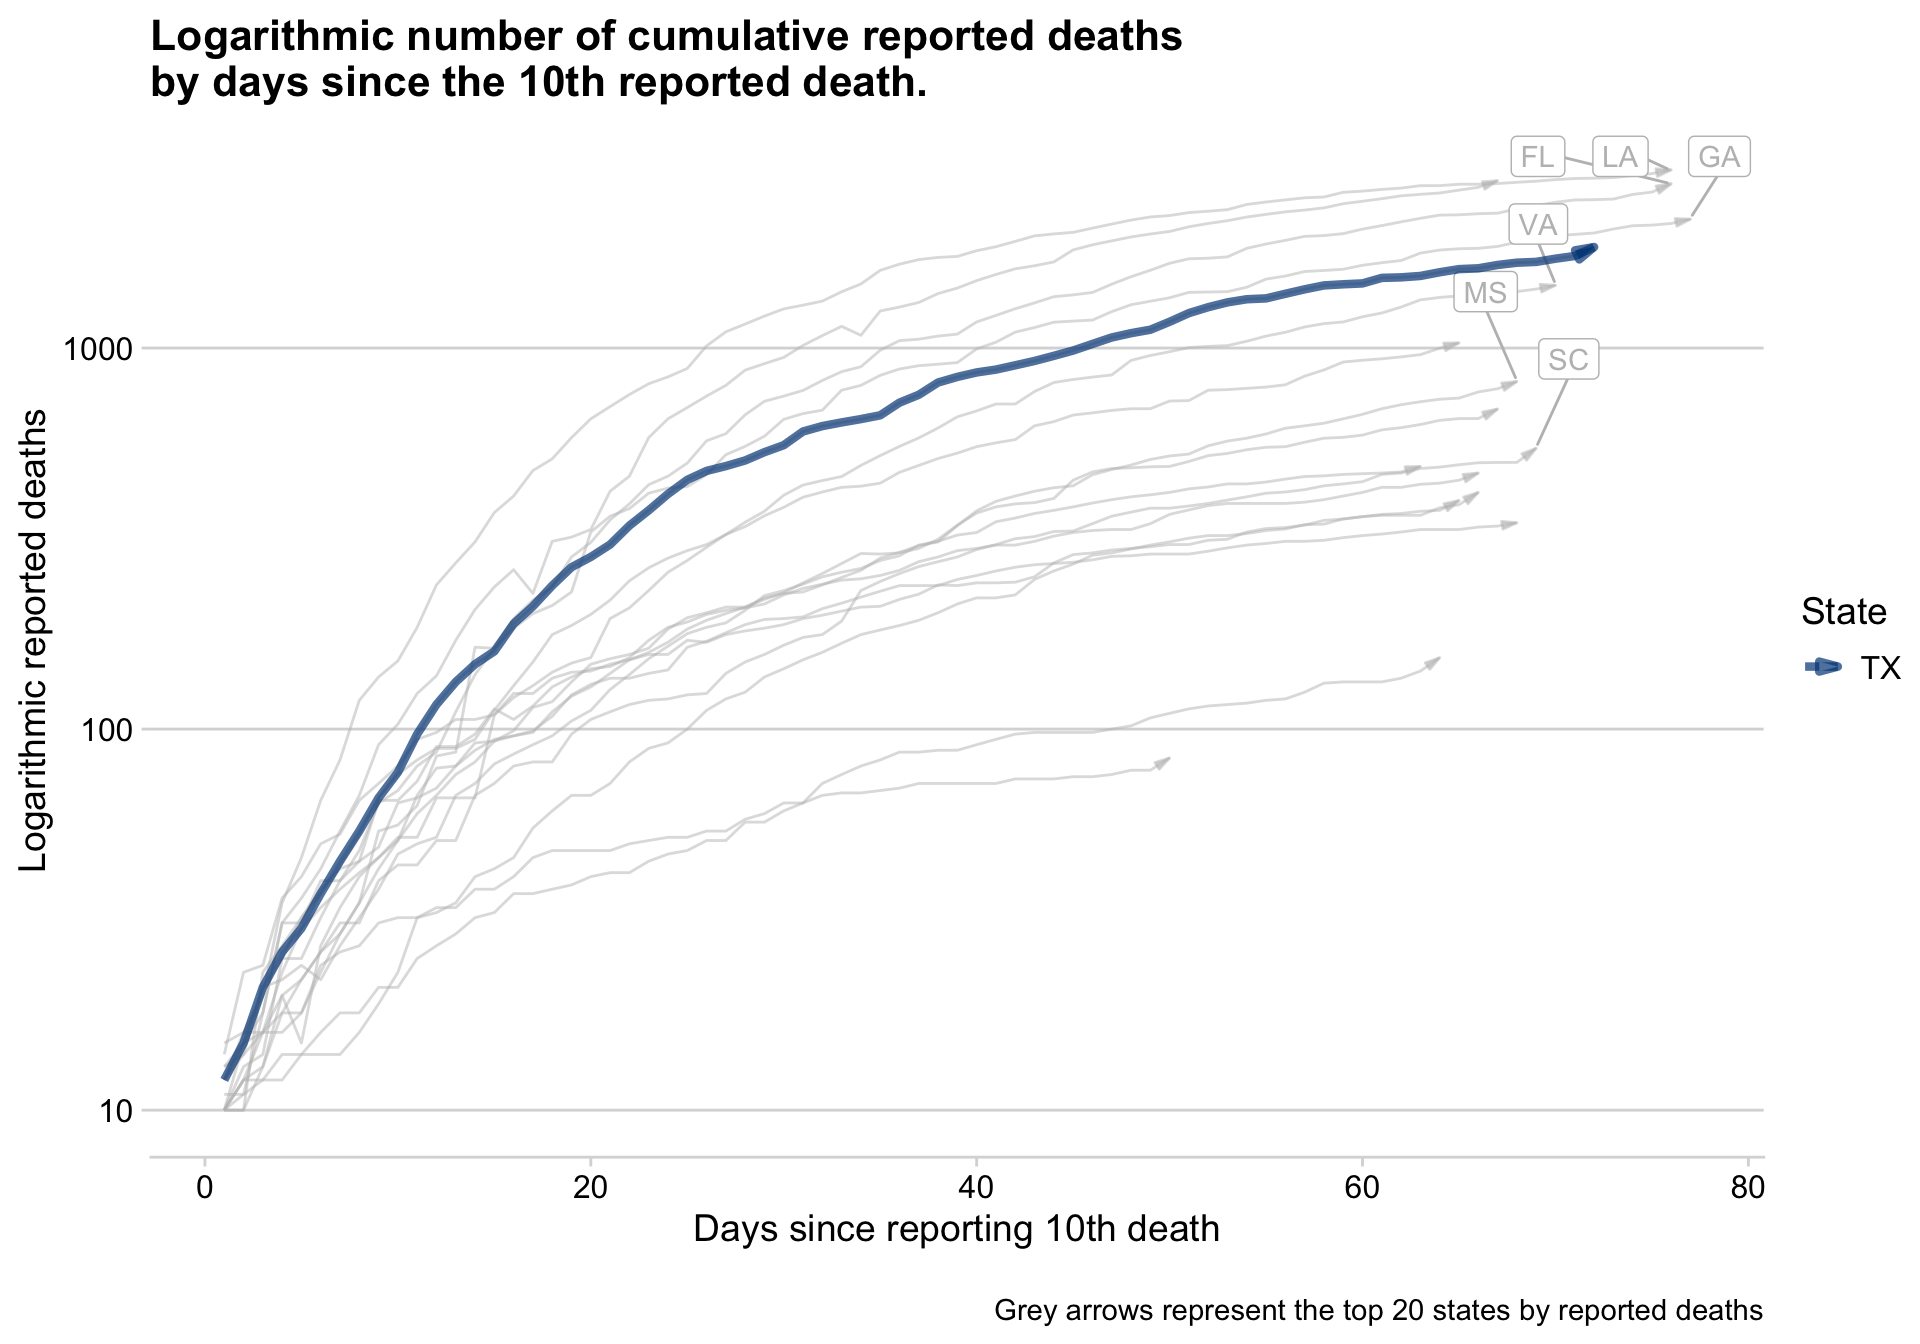 Logarithmic number of cumulative reported deaths
by days since the 10th reported death.
FL
LA
GA
VA
MS
SC
1000
100
10
Logarithmic reported deaths
State
TX
0
20
40
60
80
Days since reporting 10th death
Grey arrows represent the top 20 states by reported deaths